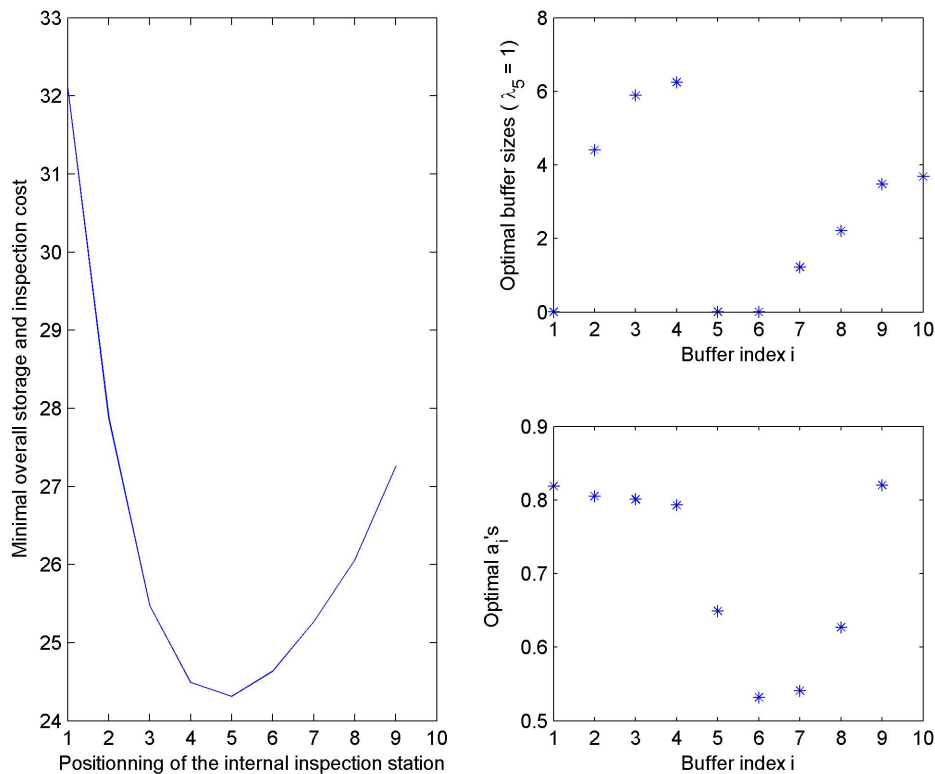 Minimal overall storage and inspection cost
33
32
31
30
29
28
27
26
25
24
1 2 3 4 5 6 7 8 9 10
Positionning of the internal inspection station
Optimal buffer sizes ( λ5 = 1)
8
6
4
2
0
1 2 3 4 5 6 7 8 9 10
Buffer index i
Optimal ai's
0.9
0.8
0.7
0.6
0.5
1 2 3 4 5 6 7 8 9 10
Buffer index i